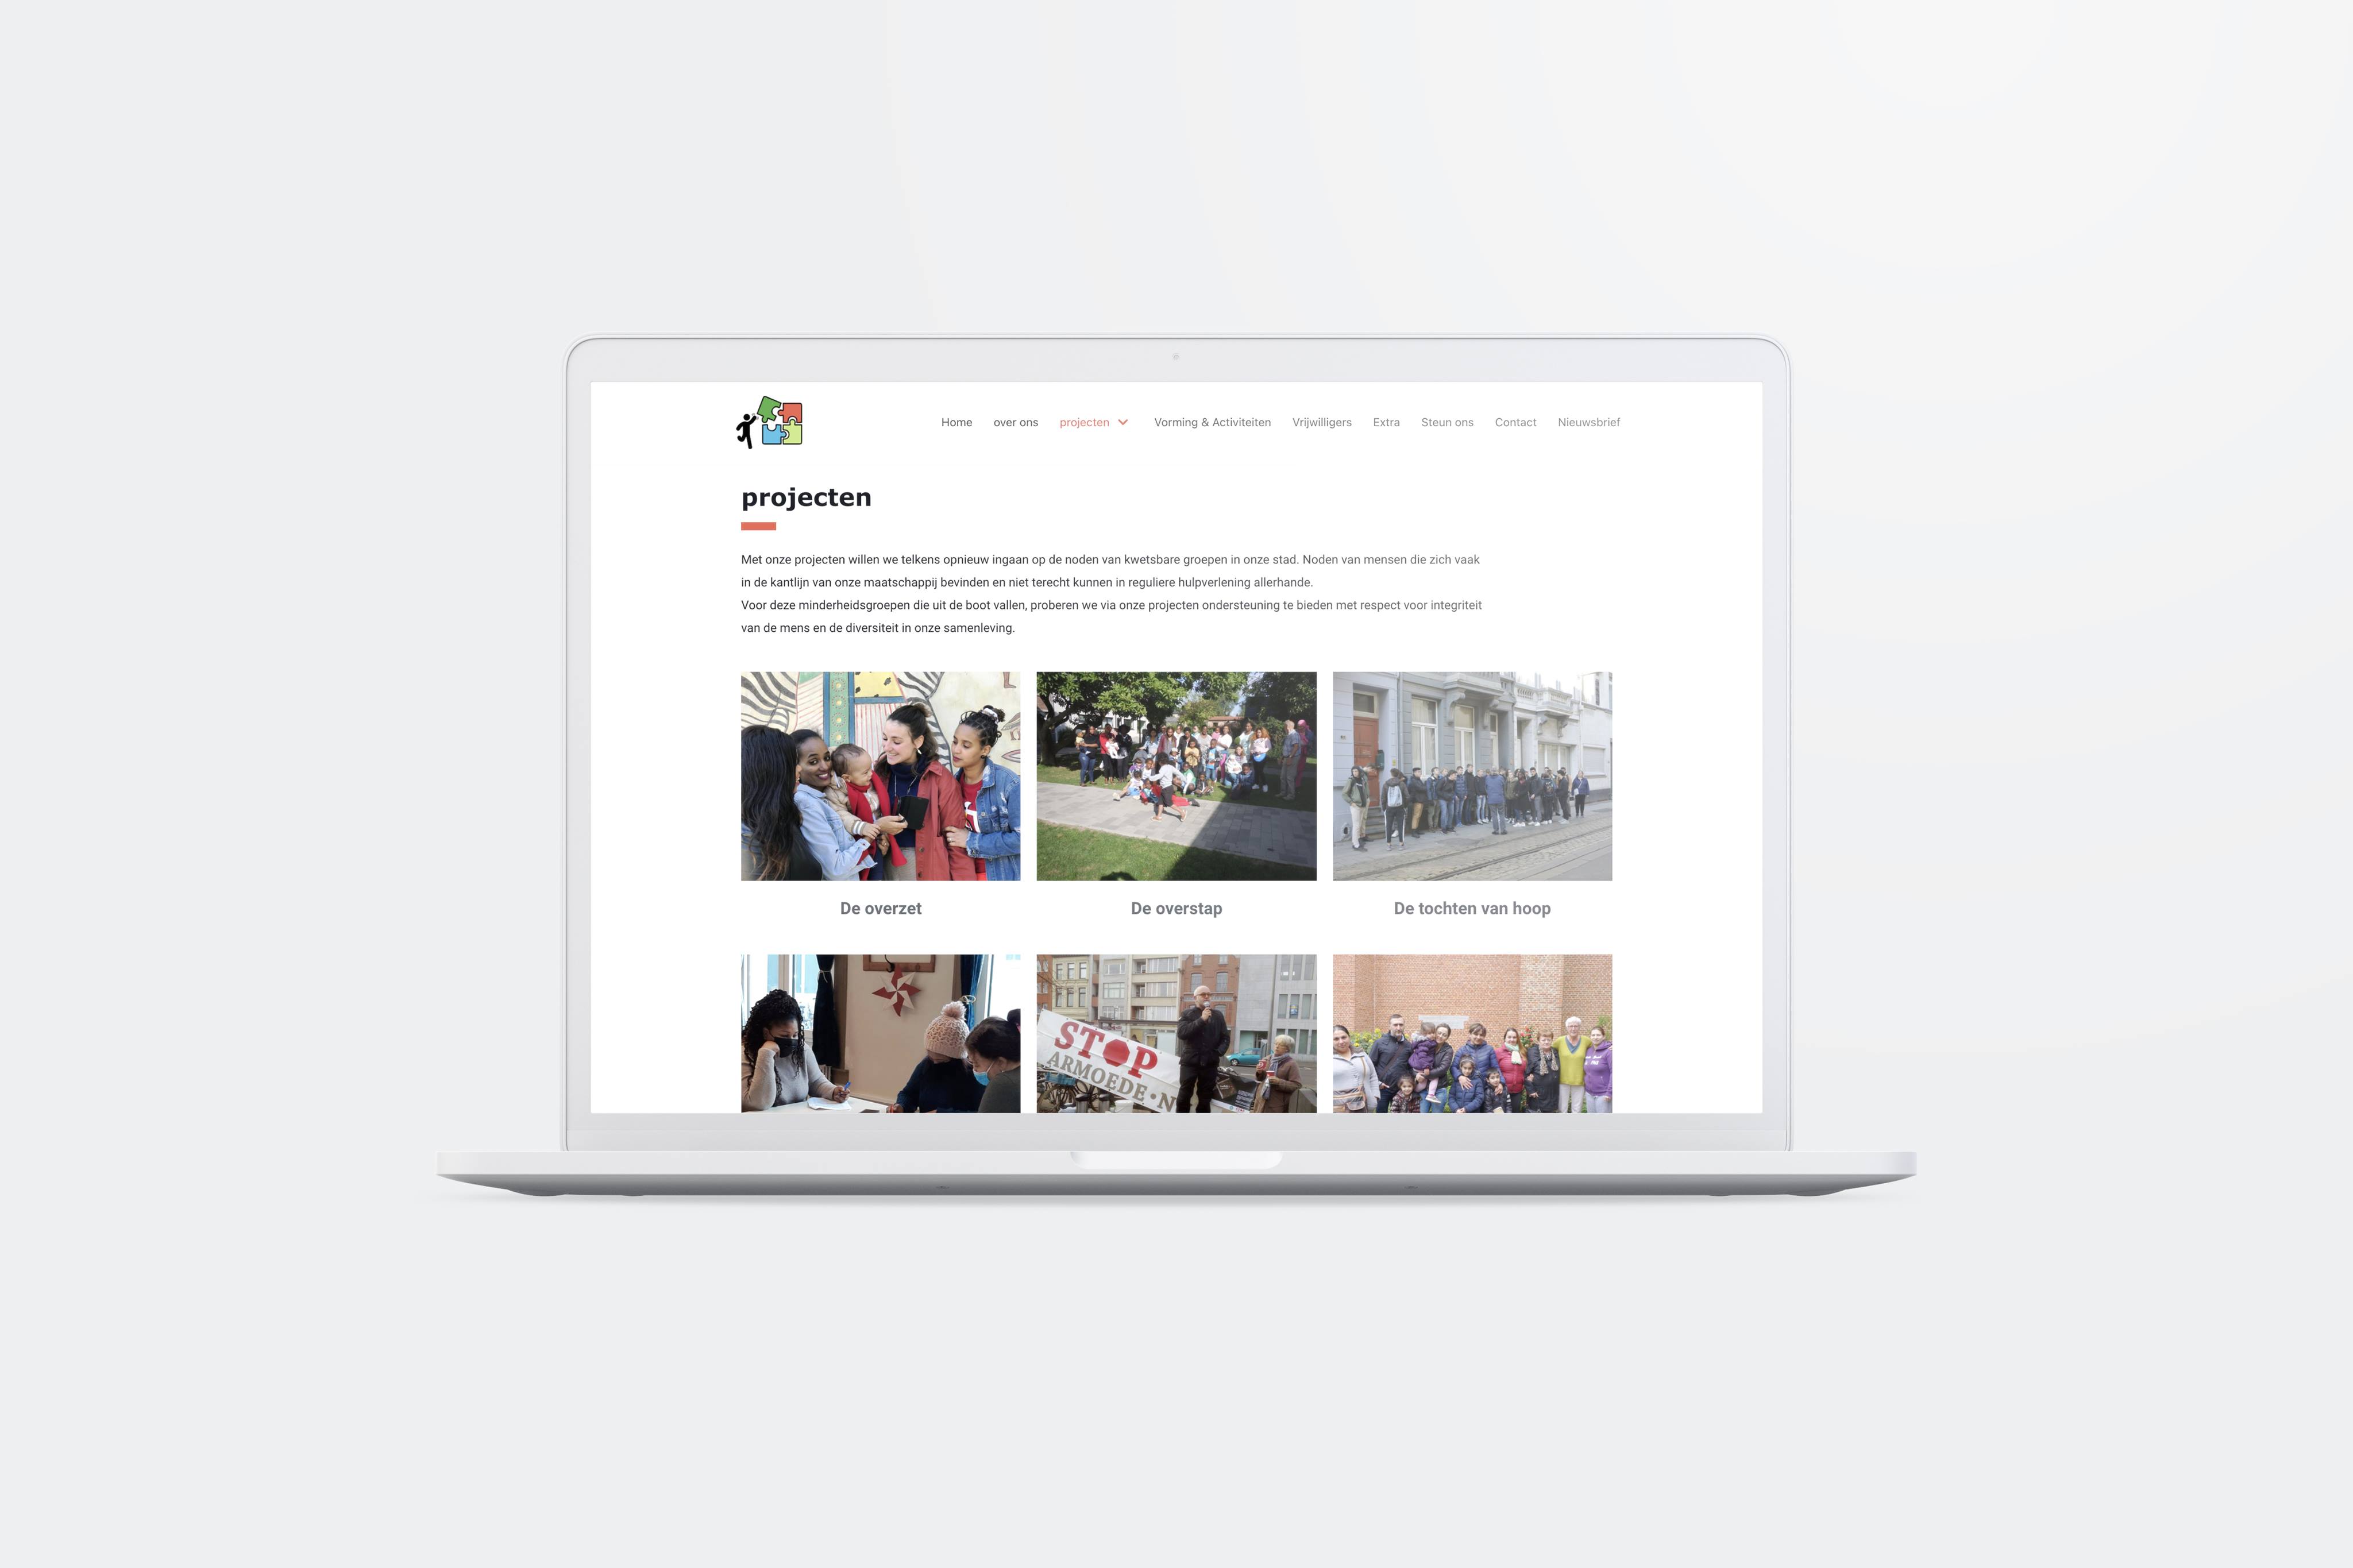 Home over ons projecten Vorming & Activiteiten Vrijwilligers Extra Steun ons Contact Nieuwsbrief
projecten
Met onze projecten willen we telkens opnieuw ingaan op de noden van kwetsbare groepen in onze stad. Noden van mensen die zich vaak
in de kantlijn van onze maatschappij bevinden en niet terecht kunnen in reguliere hulpverlening allerhande.
Voor deze minderheidsgroepen die uit de boot vallen, proberen we via onze projecten ondersteuning te bieden met respect voor integriteit
van de mens en de diversiteit in onze samenleving.
De overzet
De overstap
De tochten van hoop
STOP
ARMOEDE•N